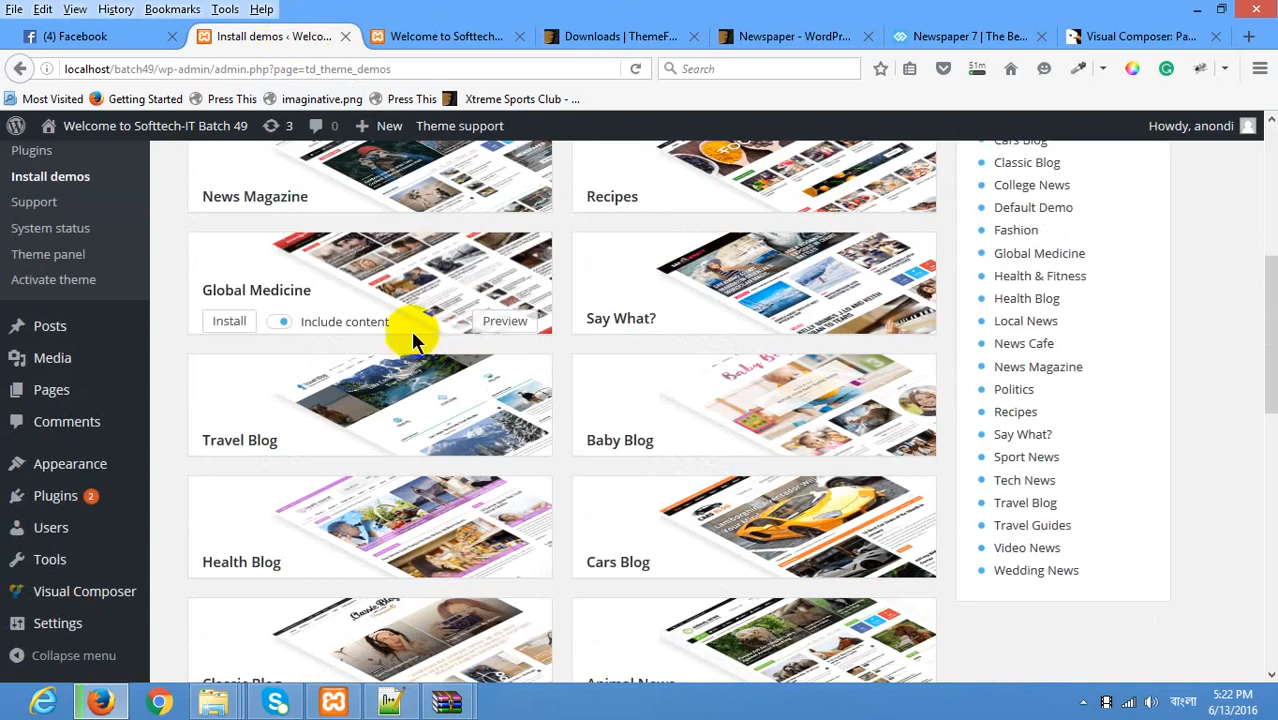 File Edit View History Bookmarks Tools Help
(4) Facebook
Install demos ‹ Welco...
Welcome to Softtech...
Downloads | ThemeF...
Newspaper - WordPr...
Newspaper 7 | The Be...
Visual Composer: Pa...
localhost/batch49/wp-admin/admin.php?page=td_theme_demos
Search
51m
Most Visited Getting Started Press This imaginative.png Press This Xtreme Sports Club - ...
Welcome to Softtech-IT Batch 49 3 0 New Theme support Howdy, anondi
Plugins
Install demos
Support
System status
Theme panel
Activate theme
Posts
Media
Pages
Comments
Appearance
Plugins 2
Users
Tools
Visual Composer
Settings
Collapse menu
News Magazine
Recipes
Global Medicine
Install Include content Preview
Say What?
Travel Blog
Baby Blog
Health Blog
Cars Blog
Classic Blog
Animal News
Cars Blog
Classic Blog
College News
Default Demo
Fashion
Global Medicine
Health & Fitness
Health Blog
Local News
News Cafe
News Magazine
Politics
Recipes
Say What?
Sport News
Tech News
Travel Blog
Travel Guides
Video News
Wedding News
বাংলা
5:22 PM
6/13/2016